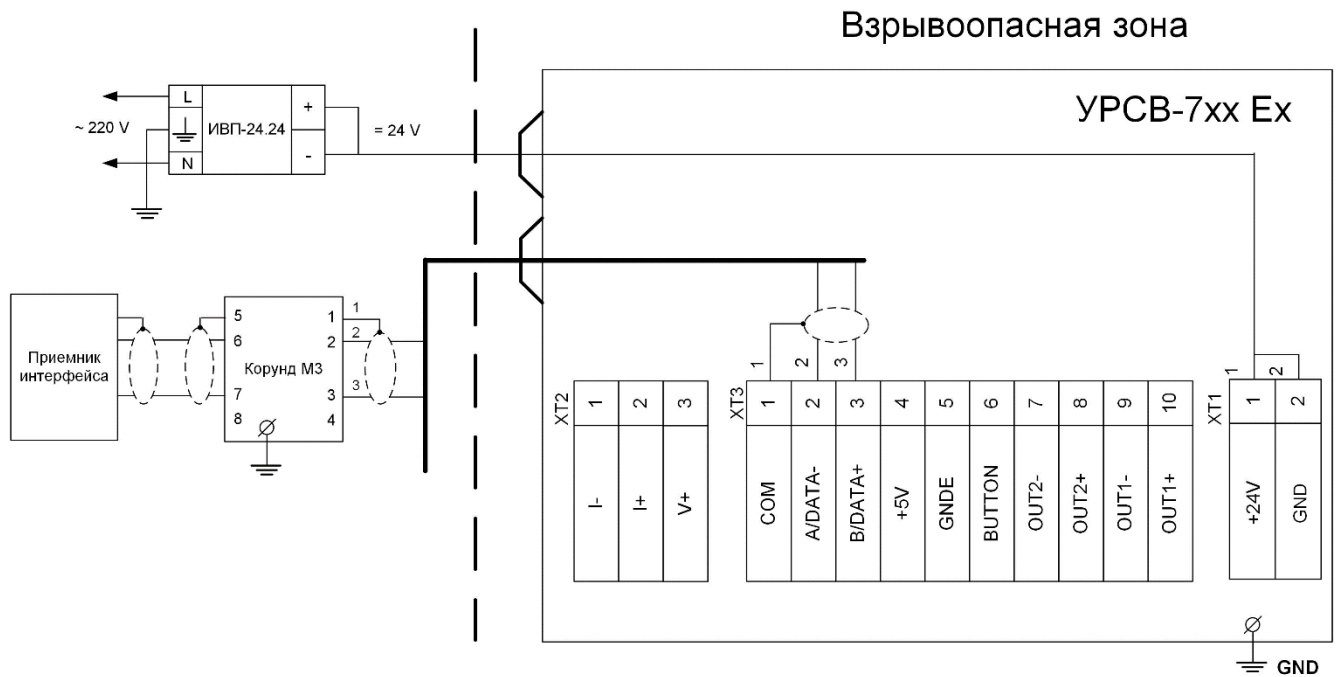 Взрывоопасная зона
УРСВ-7xx Ex
L
ИВП-24.24
+
~ 220 V
= 24 V
N
-
Приемник
интерфейса
5
6
7
8
Корунд М3
1
2
3
4
1
2
3
1
2
3
1
2
XT2
1
2
3
I-
I+
V+
XT3
1
2
3
4
5
6
7
8
9
10
COM
A/DATA-
B/DATA+
+5V
GNDE
BUTTON
OUT2-
OUT2+
OUT1-
OUT1+
XT1
1
2
+24V
GND
GND